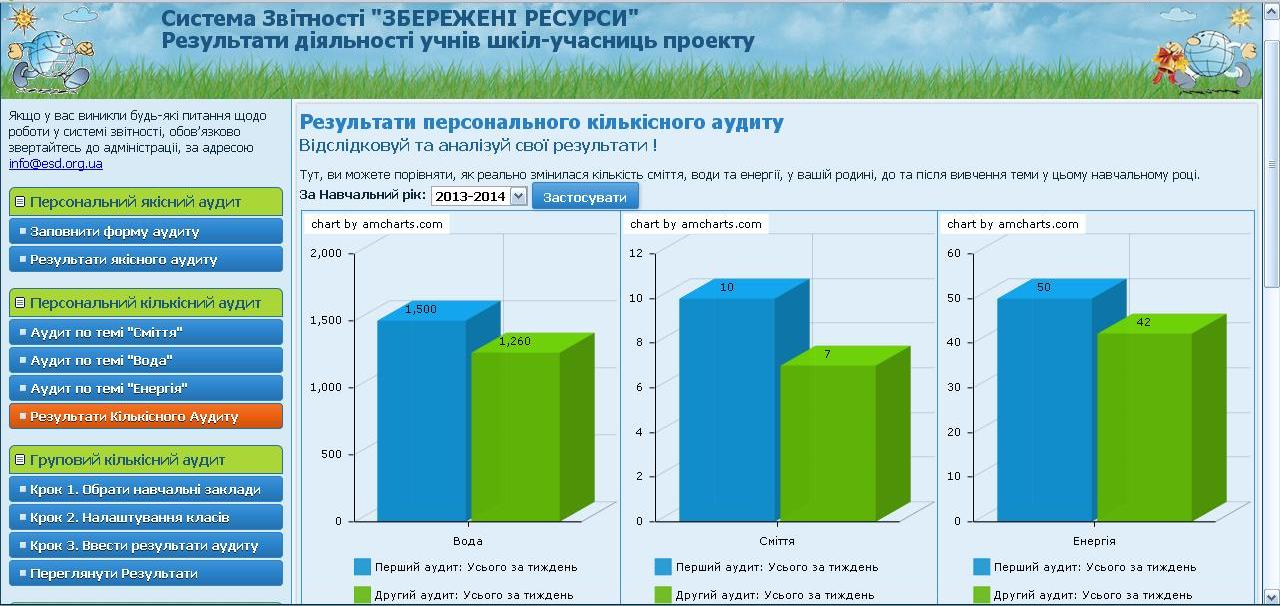 Система Звітності "ЗБЕРЕЖЕНІ РЕСУРСИ"
Результати діяльності учнів шкіл-учасниць проекту
Якщо у вас виникли будь-які питання щодо
роботи у системі звітності, обов'язково
звертайтесь до адміністраціі, за адресою
info@esd.org.ua
Персональний якісний аудит
Заповнити форму аудиту
Результати якісного аудиту
Персональний кількісний аудит
Аудит по темі "Сміття"
Аудит по темі "Вода"
Аудит по темі "Енергія"
Результати Кількісного Аудиту
Груповий кількісний аудит
Крок 1. Обрати навчальні заклади
Крок 2. Налаштування класів
Крок 3. Ввести результати аудиту
Переглянути Результати
Результати персонального кількісного аудиту
Відслідковуй та аналізуй свої результати !
Тут, ви можете порівняти, як реально змінилася кількість сміття, води та енергії, у вашій родині, до та після вивчення теми у цьому навчальному році.
За Навчальний рік: 2013-2014 Застосувати
chart by amcharts.com
2,000
1,500
1,000
500
0
1,500
1,260
Вода
Перший аудит: Усього за тиждень
Другий аудит: Усього за тиждень
chart by amcharts.com
12
10
8
6
4
2
0
10
7
Сміття
Перший аудит: Усього за тиждень
Другий аудит: Усього за тиждень
chart by amcharts.com
60
50
40
30
20
10
0
50
42
Енергія
Перший аудит: Усього за тиждень
Другий аудит: Усього за тиждень